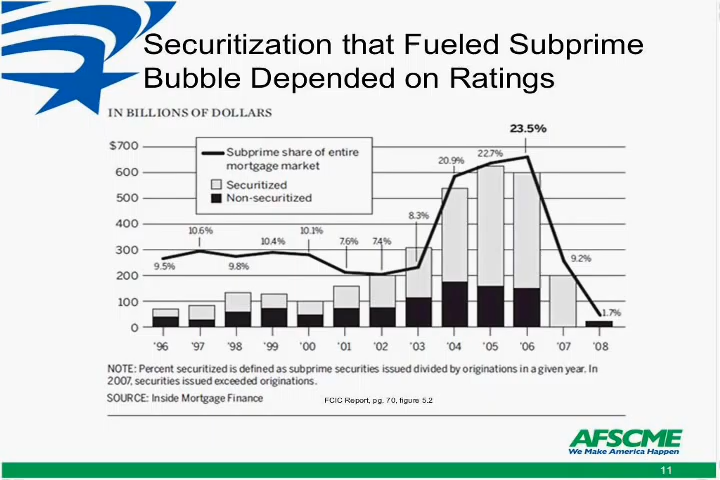 Securitization that Fueled Subprime
Bubble Depended on Ratings
IN BILLIONS OF DOLLARS
23.5%
$700
Subprime share of entire
mortgage market
22.7%
20.9%
600
Securitized
Non-securitized
500
8.3%
400
10.6%
10.1%
10.4%
7.6%
7.4%
300
9.5%
9.8%
9.2%
200
100
1.7%
0
'96 '97 '98 '99 '00 '01 '02 '03 '04 '05 '06 '07 '08
NOTE: Percent securitized is defined as subprime securities issued divided by originations in a given year. In
2007, securities issued exceeded originations.
SOURCE: Inside Mortgage Finance
FCIC Report, pg. 70, figure 5.2
AFSCME
We Make America Happen
11